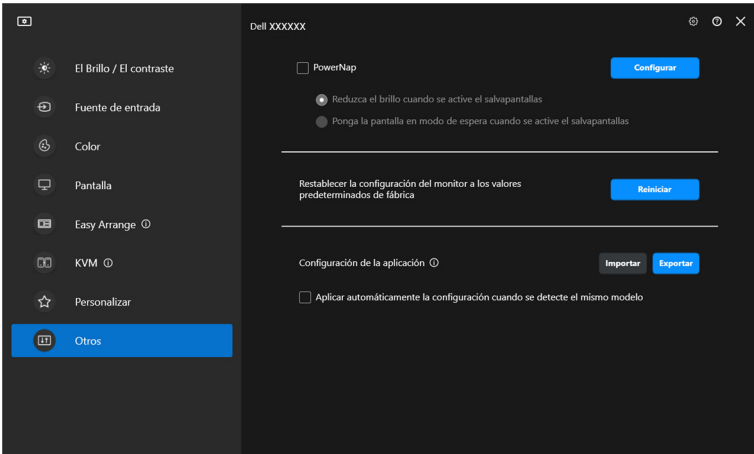 Dell XXXXXX
El Brillo / El contraste
Fuente de entrada
Color
Pantalla
Easy Arrange
KVM
Personalizar
Otros
PowerNap
Configurar
Reduzca el brillo cuando se active el salvapantallas
Ponga la pantalla en modo de espera cuando se active el salvapantallas
Restablecer la configuración del monitor a los valores
predeterminados de fábrica
Reiniciar
Configuración de la aplicación
Importar
Exportar
Aplicar automáticamente la configuración cuando se detecte el mismo modelo